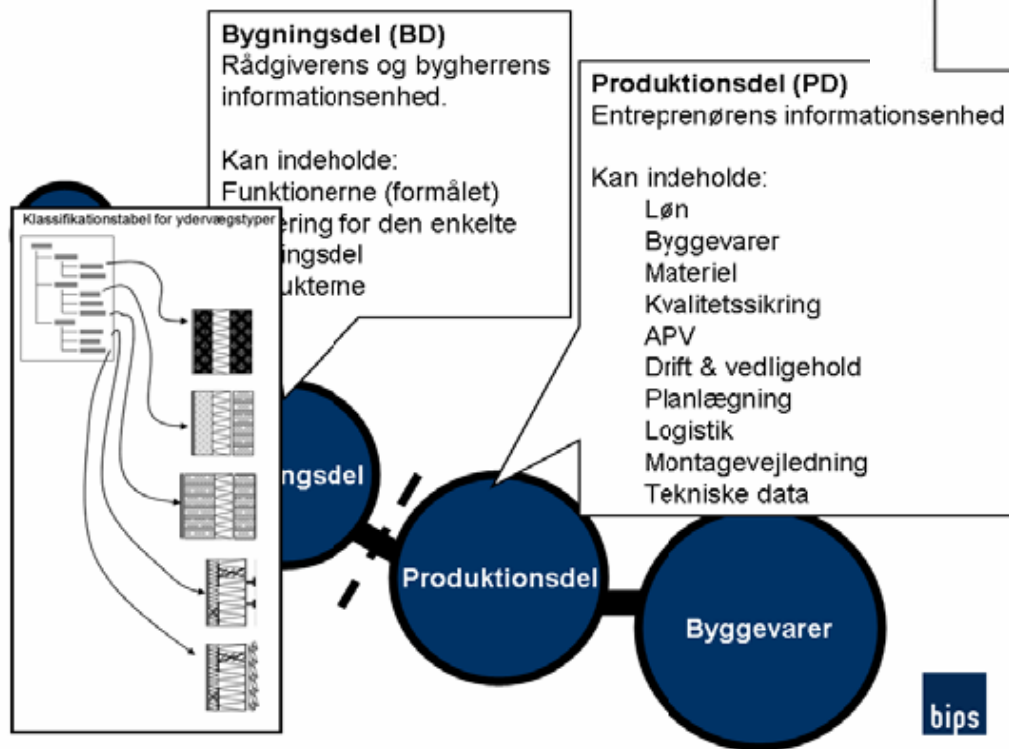 Bygningsdel (BD)
Rådgiverens og bygherrens
informationsenhed.
Kan indeholde:
Funktionerne (formålet)
ering for den enkelte
ingsdel
ukterne
Produktionsdel (PD)
Entreprenørens informationsenhed
Kan indeholde:
Løn
Byggevarer
Materiel
Kvalitetssikring
APV
Drift & vedligehold
Planlægning
Logistik
Montagevejledning
Tekniske data
Klassifikationstabel for ydervægstyper
ngsdel
Produktionsdel
Byggevarer
bips